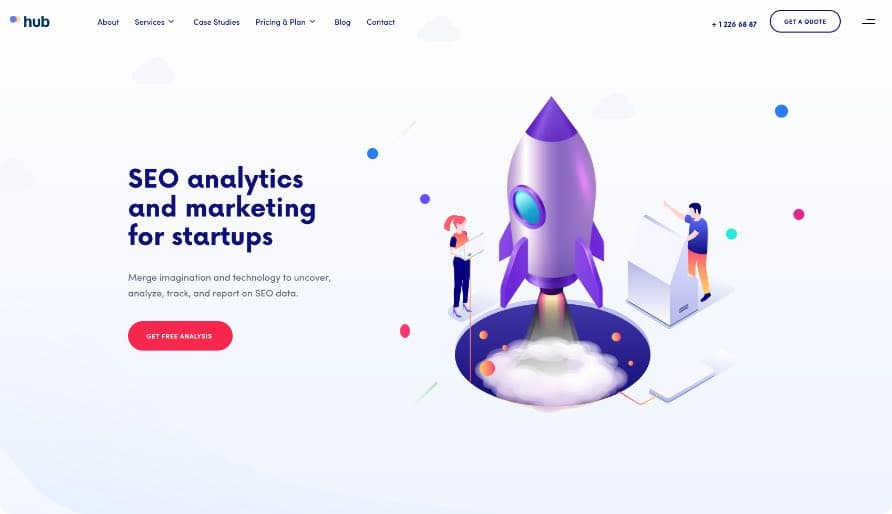 hub
About Services Case Studies Pricing & Plan Blog Contact
+ 1 226 68 87
GET A QUOTE
SEO analytics
and marketing
for startups
Merge imagination and technology to uncover,
analyze, track, and report on SEO data.
GET FREE ANALYSIS